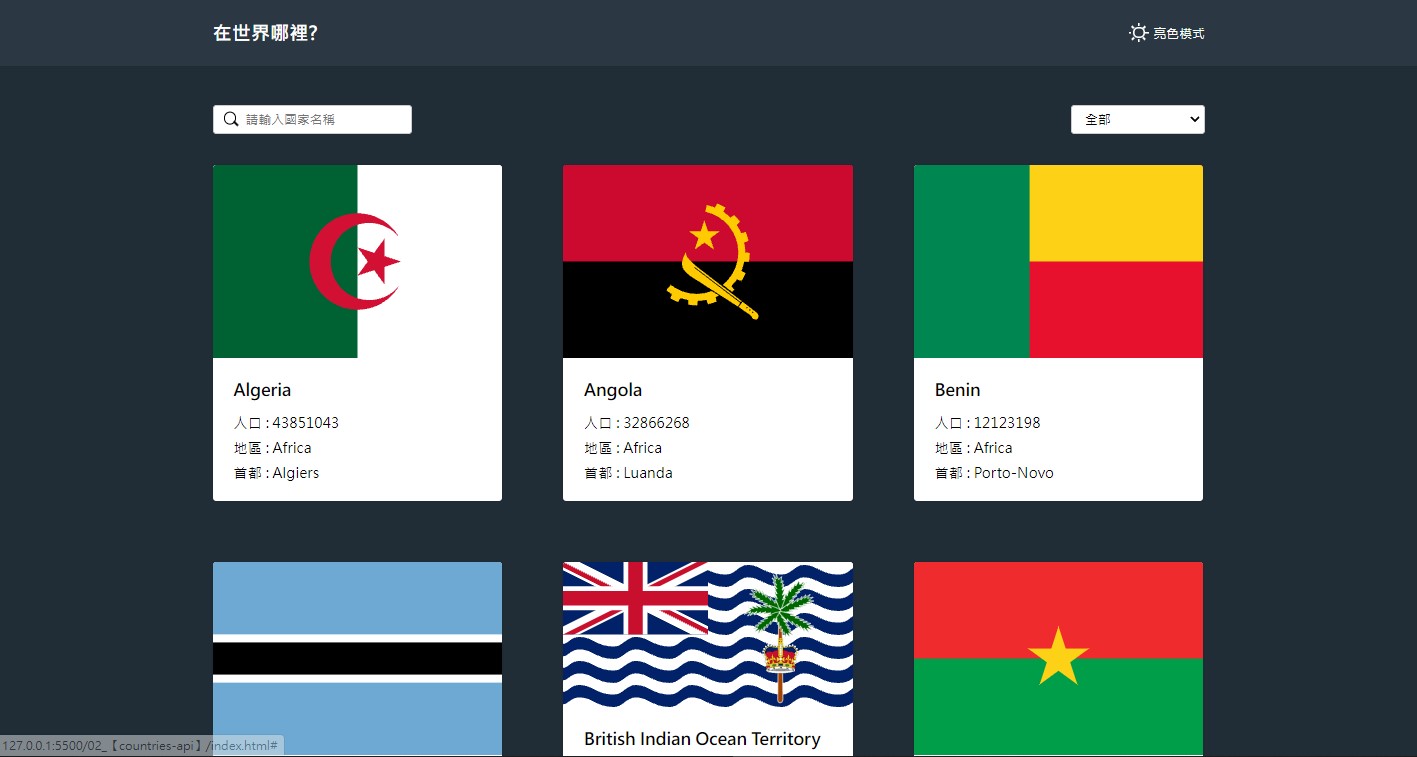 在世界哪裡?
亮色模式
請輸入國家名稱
全部
Algeria
人口 : 43851043
地區 : Africa
首都 : Algiers
Angola
人口 : 32866268
地區 : Africa
首都 : Luanda
Benin
人口 : 12123198
地區 : Africa
首都 : Porto-Novo
British Indian Ocean Territory
127.0.0.1:5500/02_【countries-api】/index.html#